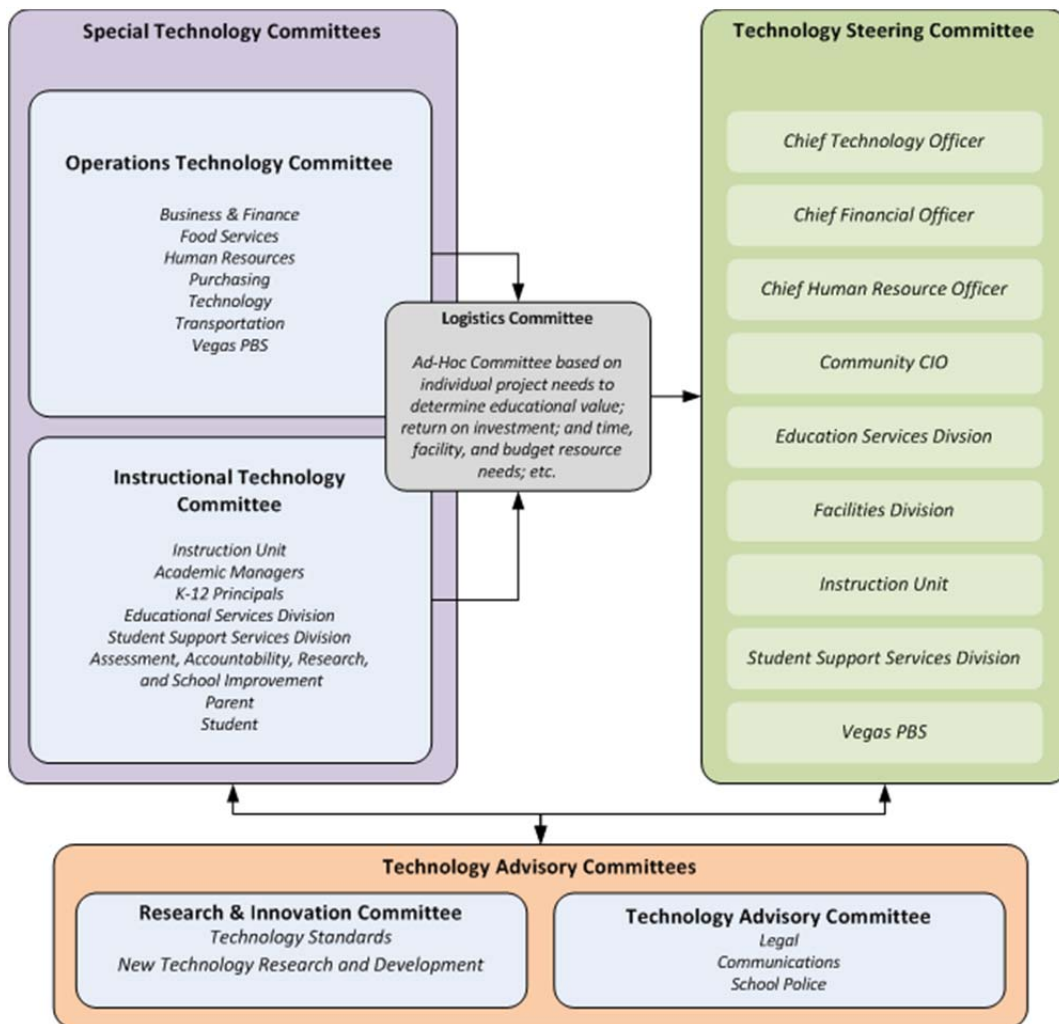 Special Technology Committees
Operations Technology Committee
Business & Finance
Food Services
Human Resources
Purchasing
Technology
Transportation
Vegas PBS
Instructional Technology
Committee
Instruction Unit
Academic Managers
K-12 Principals
Educational Services Division
Student Support Services Division
Assessment, Accountability, Research,
and School Improvement
Parent
Student
Logistics Committee
Ad-Hoc Committee based on
individual project needs to
determine educational value;
return on investment; and time,
facility, and budget resource
needs; etc.
Technology Steering Committee
Chief Technology Officer
Chief Financial Officer
Chief Human Resource Officer
Community CIO
Education Services Divsion
Facilities Division
Instruction Unit
Student Support Services Division
Vegas PBS
Technology Advisory Committees
Research & Innovation Committee
Technology Standards
New Technology Research and Development
Technology Advisory Committee
Legal
Communications
School Police